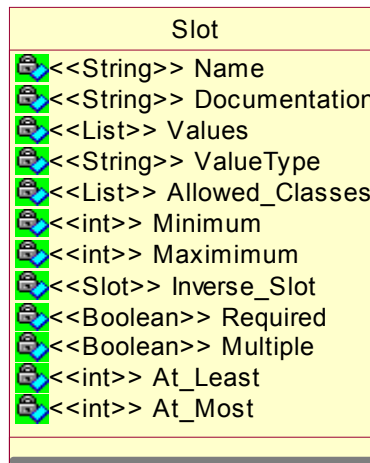 Slot
<<String>> Name
<<String>> Documentation
<<List>> Values
<<String>> ValueType
<<List>> Allowed_Classes
<<int>> Minimum
<<int>> Maximimum
<<Slot>> Inverse_Slot
<<Boolean>> Required
<<Boolean>> Multiple
<<int>> At_Least
<<int>> At_Most